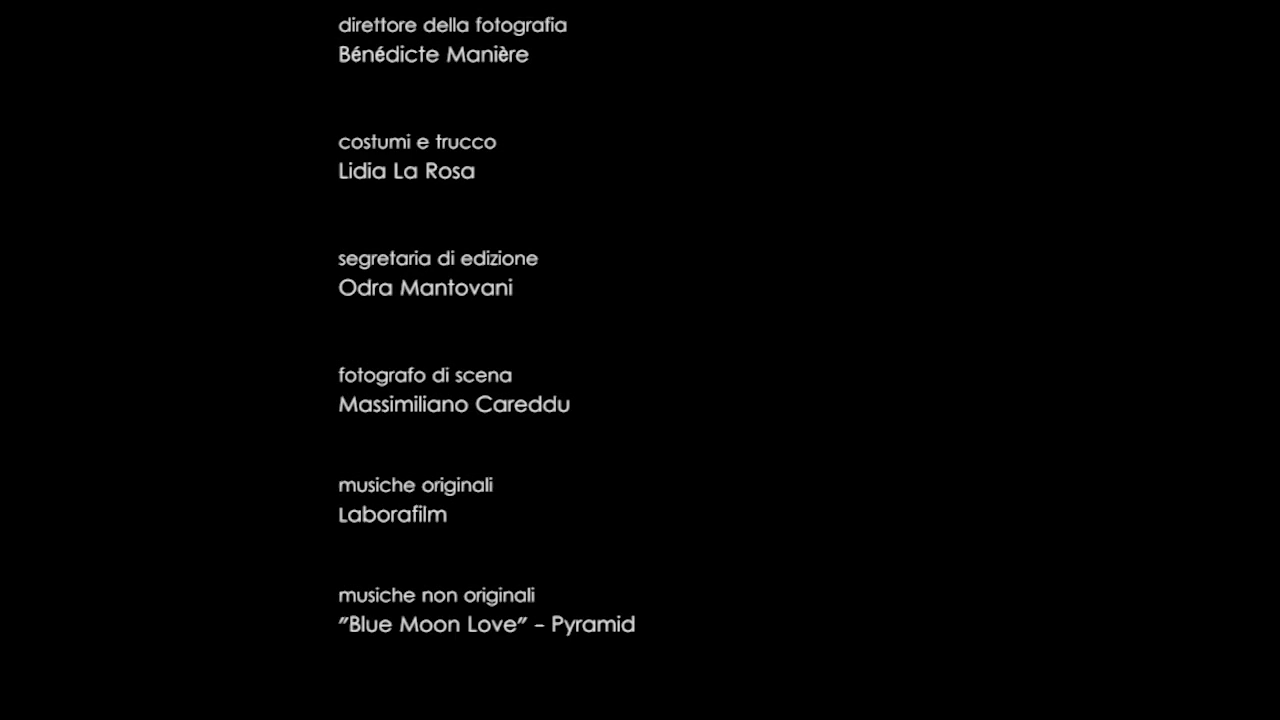 direttore della fotografia
Bénédicte Manière
costumi e trucco
Lidia La Rosa
segretaria di edizione
Odra Mantovani
fotografo di scena
Massimiliano Careddu
musiche originali
Laborafilm
musiche non originali
"Blue Moon Love" - Pyramid